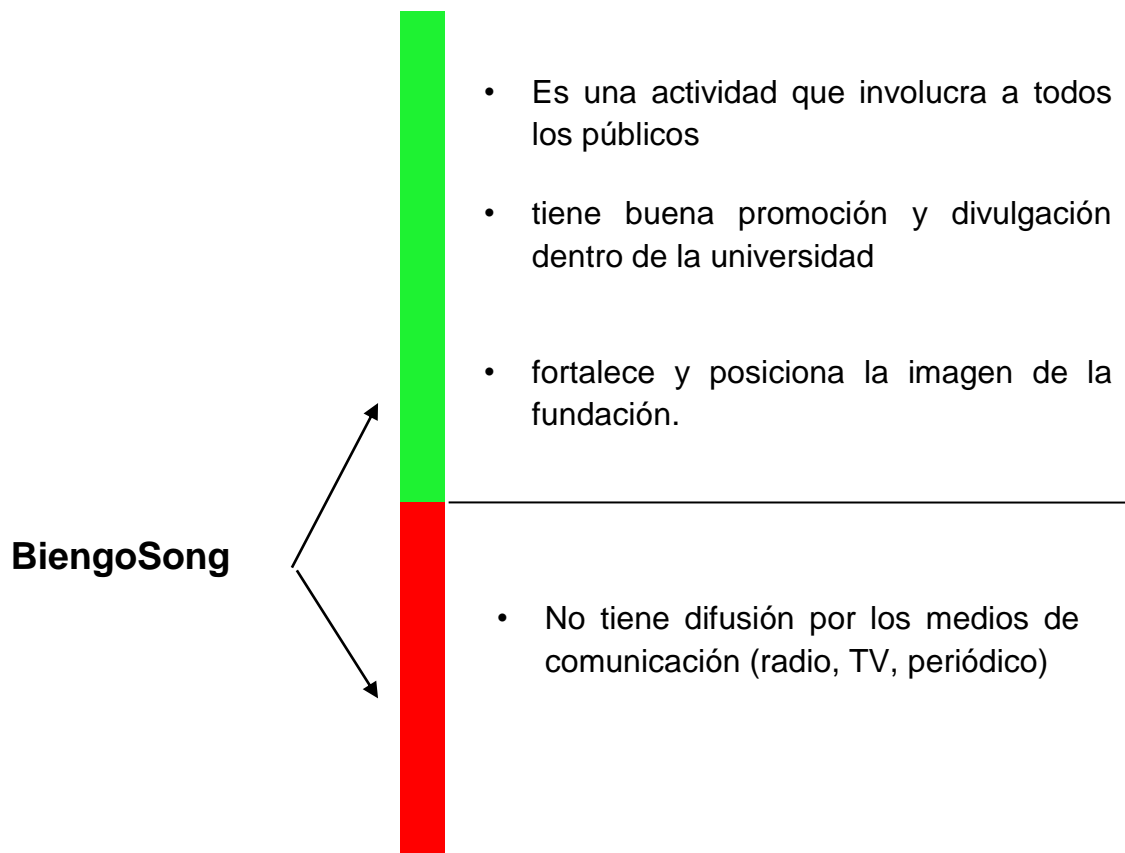 • Es una actividad que involucra a todos
los públicos
• tiene buena promoción y divulgación
dentro de la universidad
• fortalece y posiciona la imagen de la
fundación.
BiengoSong
• No tiene difusión por los medios de
comunicación (radio, TV, periódico)